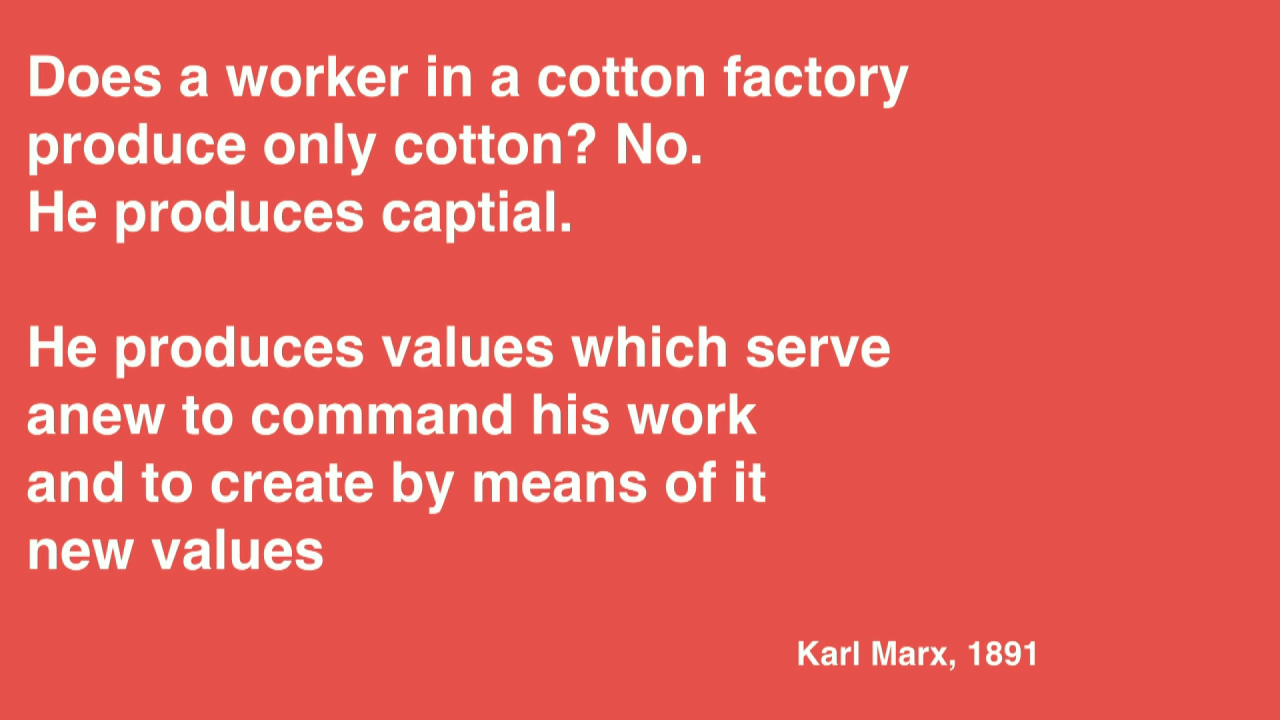 Does a worker in a cotton factory
produce only cotton? No.
He produces captial.
He produces values which serve
anew to command his work
and to create by means of it
new values
Karl Marx, 1891